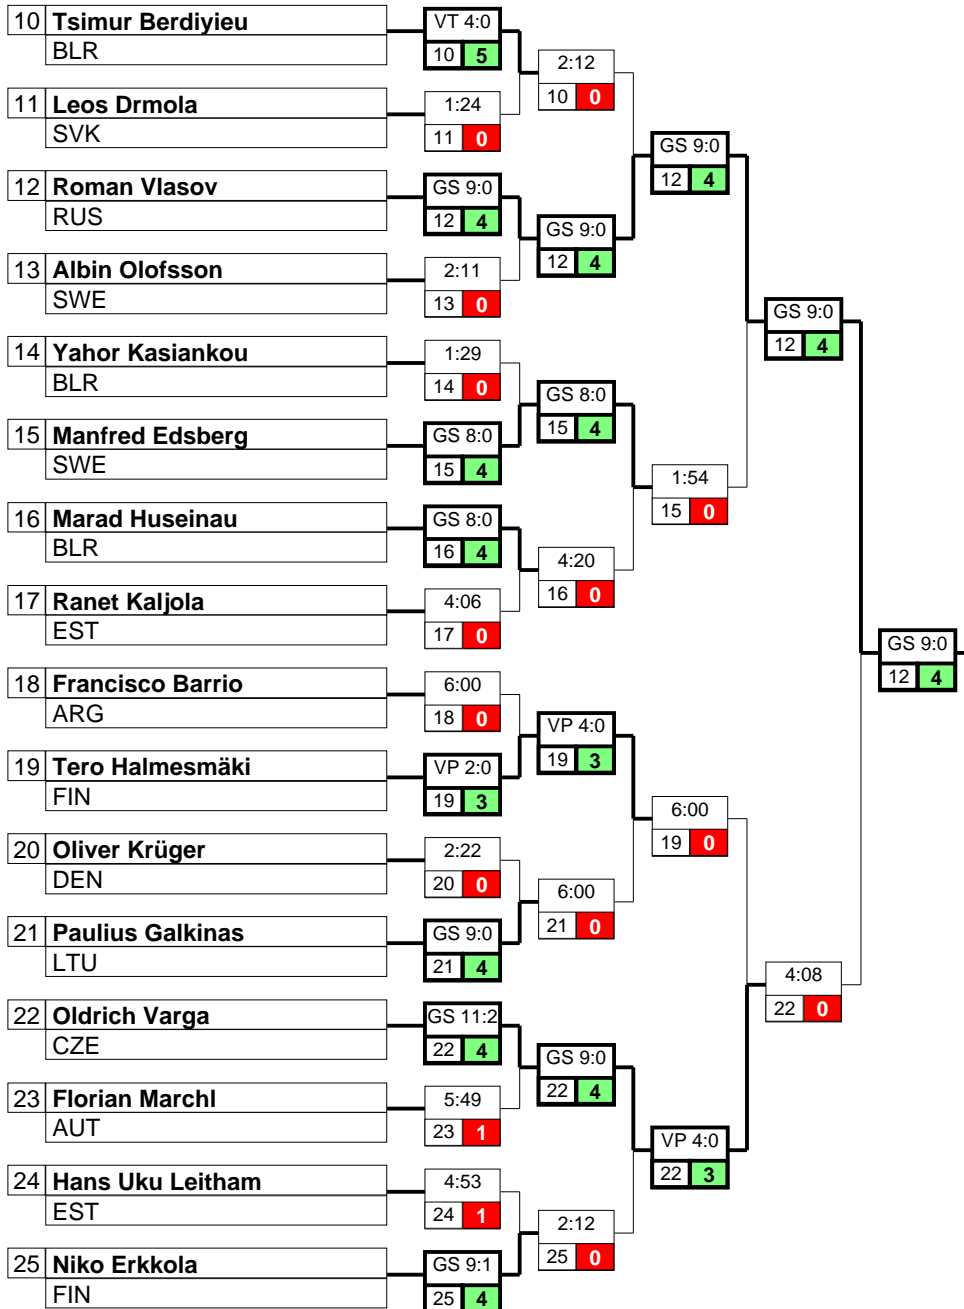 10 Tsimur Berdiyieu
BLR
VT 4:0
10 5
2:12
10 0
11 Leos Drmola
SVK
1:24
11 0
GS 9:0
12 4
12 Roman Vlasov
RUS
GS 9:0
12 4
GS 9:0
12 4
13 Albin Olofsson
SWE
2:11
13 0
GS 9:0
12 4
14 Yahor Kasiankou
BLR
1:29
14 0
GS 8:0
15 4
15 Manfred Edsberg
SWE
GS 8:0
15 4
1:54
15 0
16 Marad Huseinau
BLR
GS 8:0
16 4
4:20
16 0
17 Ranet Kaljola
EST
4:06
17 0
GS 9:0
12 4
18 Francisco Barrio
ARG
6:00
18 0
VP 4:0
19 3
19 Tero Halmesmäki
FIN
VP 2:0
19 3
6:00
19 0
20 Oliver Krüger
DEN
2:22
20 0
6:00
21 0
21 Paulius Galkinas
LTU
GS 9:0
21 4
4:08
22 0
22 Oldrich Varga
CZE
GS 11:2
22 4
GS 9:0
22 4
23 Florian Marchl
AUT
5:49
23 1
VP 4:0
22 3
24 Hans Uku Leitham
EST
4:53
24 1
2:12
25 0
25 Niko Erkkola
FIN
GS 9:1
25 4